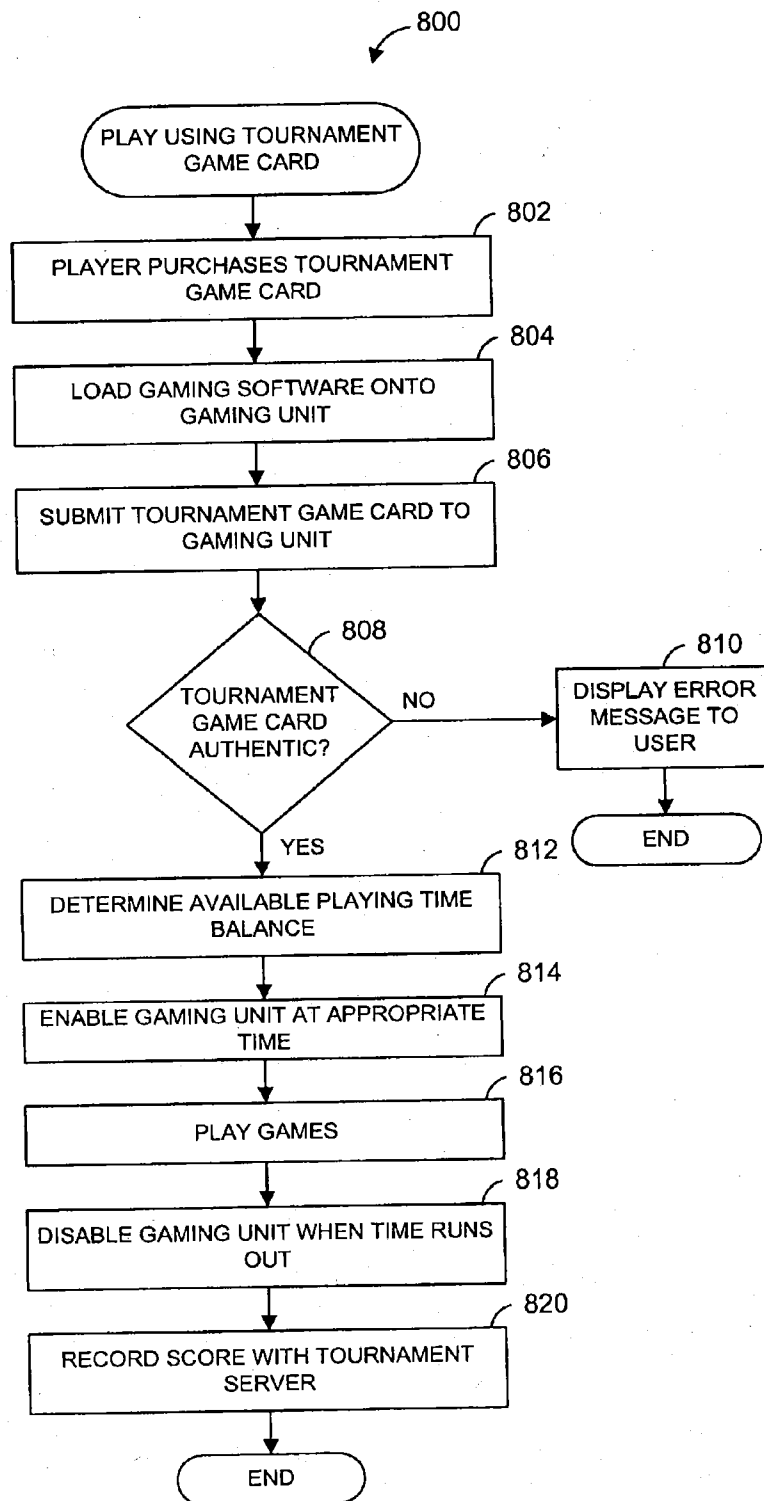 800
PLAY USING TOURNAMENT
GAME CARD
802
PLAYER PURCHASES TOURNAMENT
GAME CARD
804
LOAD GAMING SOFTWARE ONTO
GAMING UNIT
806
SUBMIT TOURNAMENT GAME CARD TO
GAMING UNIT
808
TOURNAMENT
GAME CARD
AUTHENTIC?
NO
810
DISPLAY ERROR
MESSAGE TO
USER
END
YES
812
DETERMINE AVAILABLE PLAYING TIME
BALANCE
814
ENABLE GAMING UNIT AT APPROPRIATE
TIME
816
PLAY GAMES
818
DISABLE GAMING UNIT WHEN TIME RUNS
OUT
820
RECORD SCORE WITH TOURNAMENT
SERVER
END